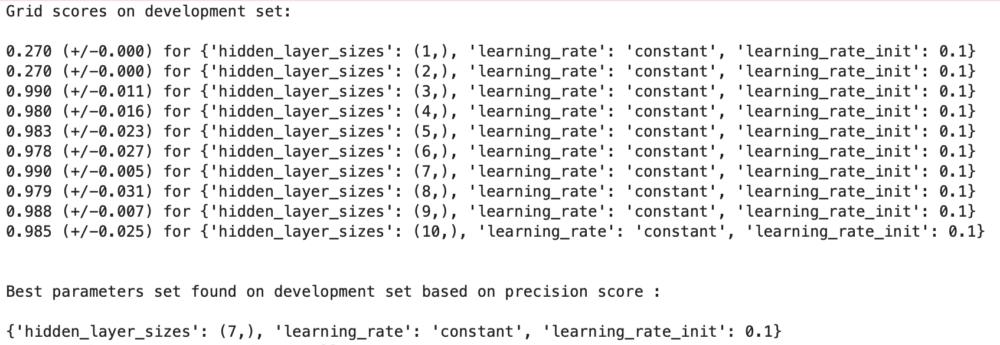 Grid scores on development set:
0.270 (+/-0.000) for {'hidden_layer_sizes': (1,), 'learning_rate': 'constant', 'learning_rate_init': 0.1}
0.270 (+/-0.000) for {'hidden_layer_sizes': (2,), 'learning_rate': 'constant', 'learning_rate_init': 0.1}
0.990 (+/-0.011) for {'hidden_layer_sizes': (3,), 'learning_rate': 'constant', 'learning_rate_init': 0.1}
0.980 (+/-0.016) for {'hidden_layer_sizes': (4,), 'learning_rate': 'constant', 'learning_rate_init': 0.1}
0.983 (+/-0.023) for {'hidden_layer_sizes': (5,), 'learning_rate': 'constant', 'learning_rate_init': 0.1}
0.978 (+/-0.027) for {'hidden_layer_sizes': (6,), 'learning_rate': 'constant', 'learning_rate_init': 0.1}
0.990 (+/-0.005) for {'hidden_layer_sizes': (7,), 'learning_rate': 'constant', 'learning_rate_init': 0.1}
0.979 (+/-0.031) for {'hidden_layer_sizes': (8,), 'learning_rate': 'constant', 'learning_rate_init': 0.1}
0.988 (+/-0.007) for {'hidden_layer_sizes': (9,), 'learning_rate': 'constant', 'learning_rate_init': 0.1}
0.985 (+/-0.025) for {'hidden_layer_sizes': (10,), 'learning_rate': 'constant', 'learning_rate_init': 0.1}
Best parameters set found on development set based on precision score :
{'hidden_layer_sizes': (7,), 'learning_rate': 'constant', 'learning_rate_init': 0.1}